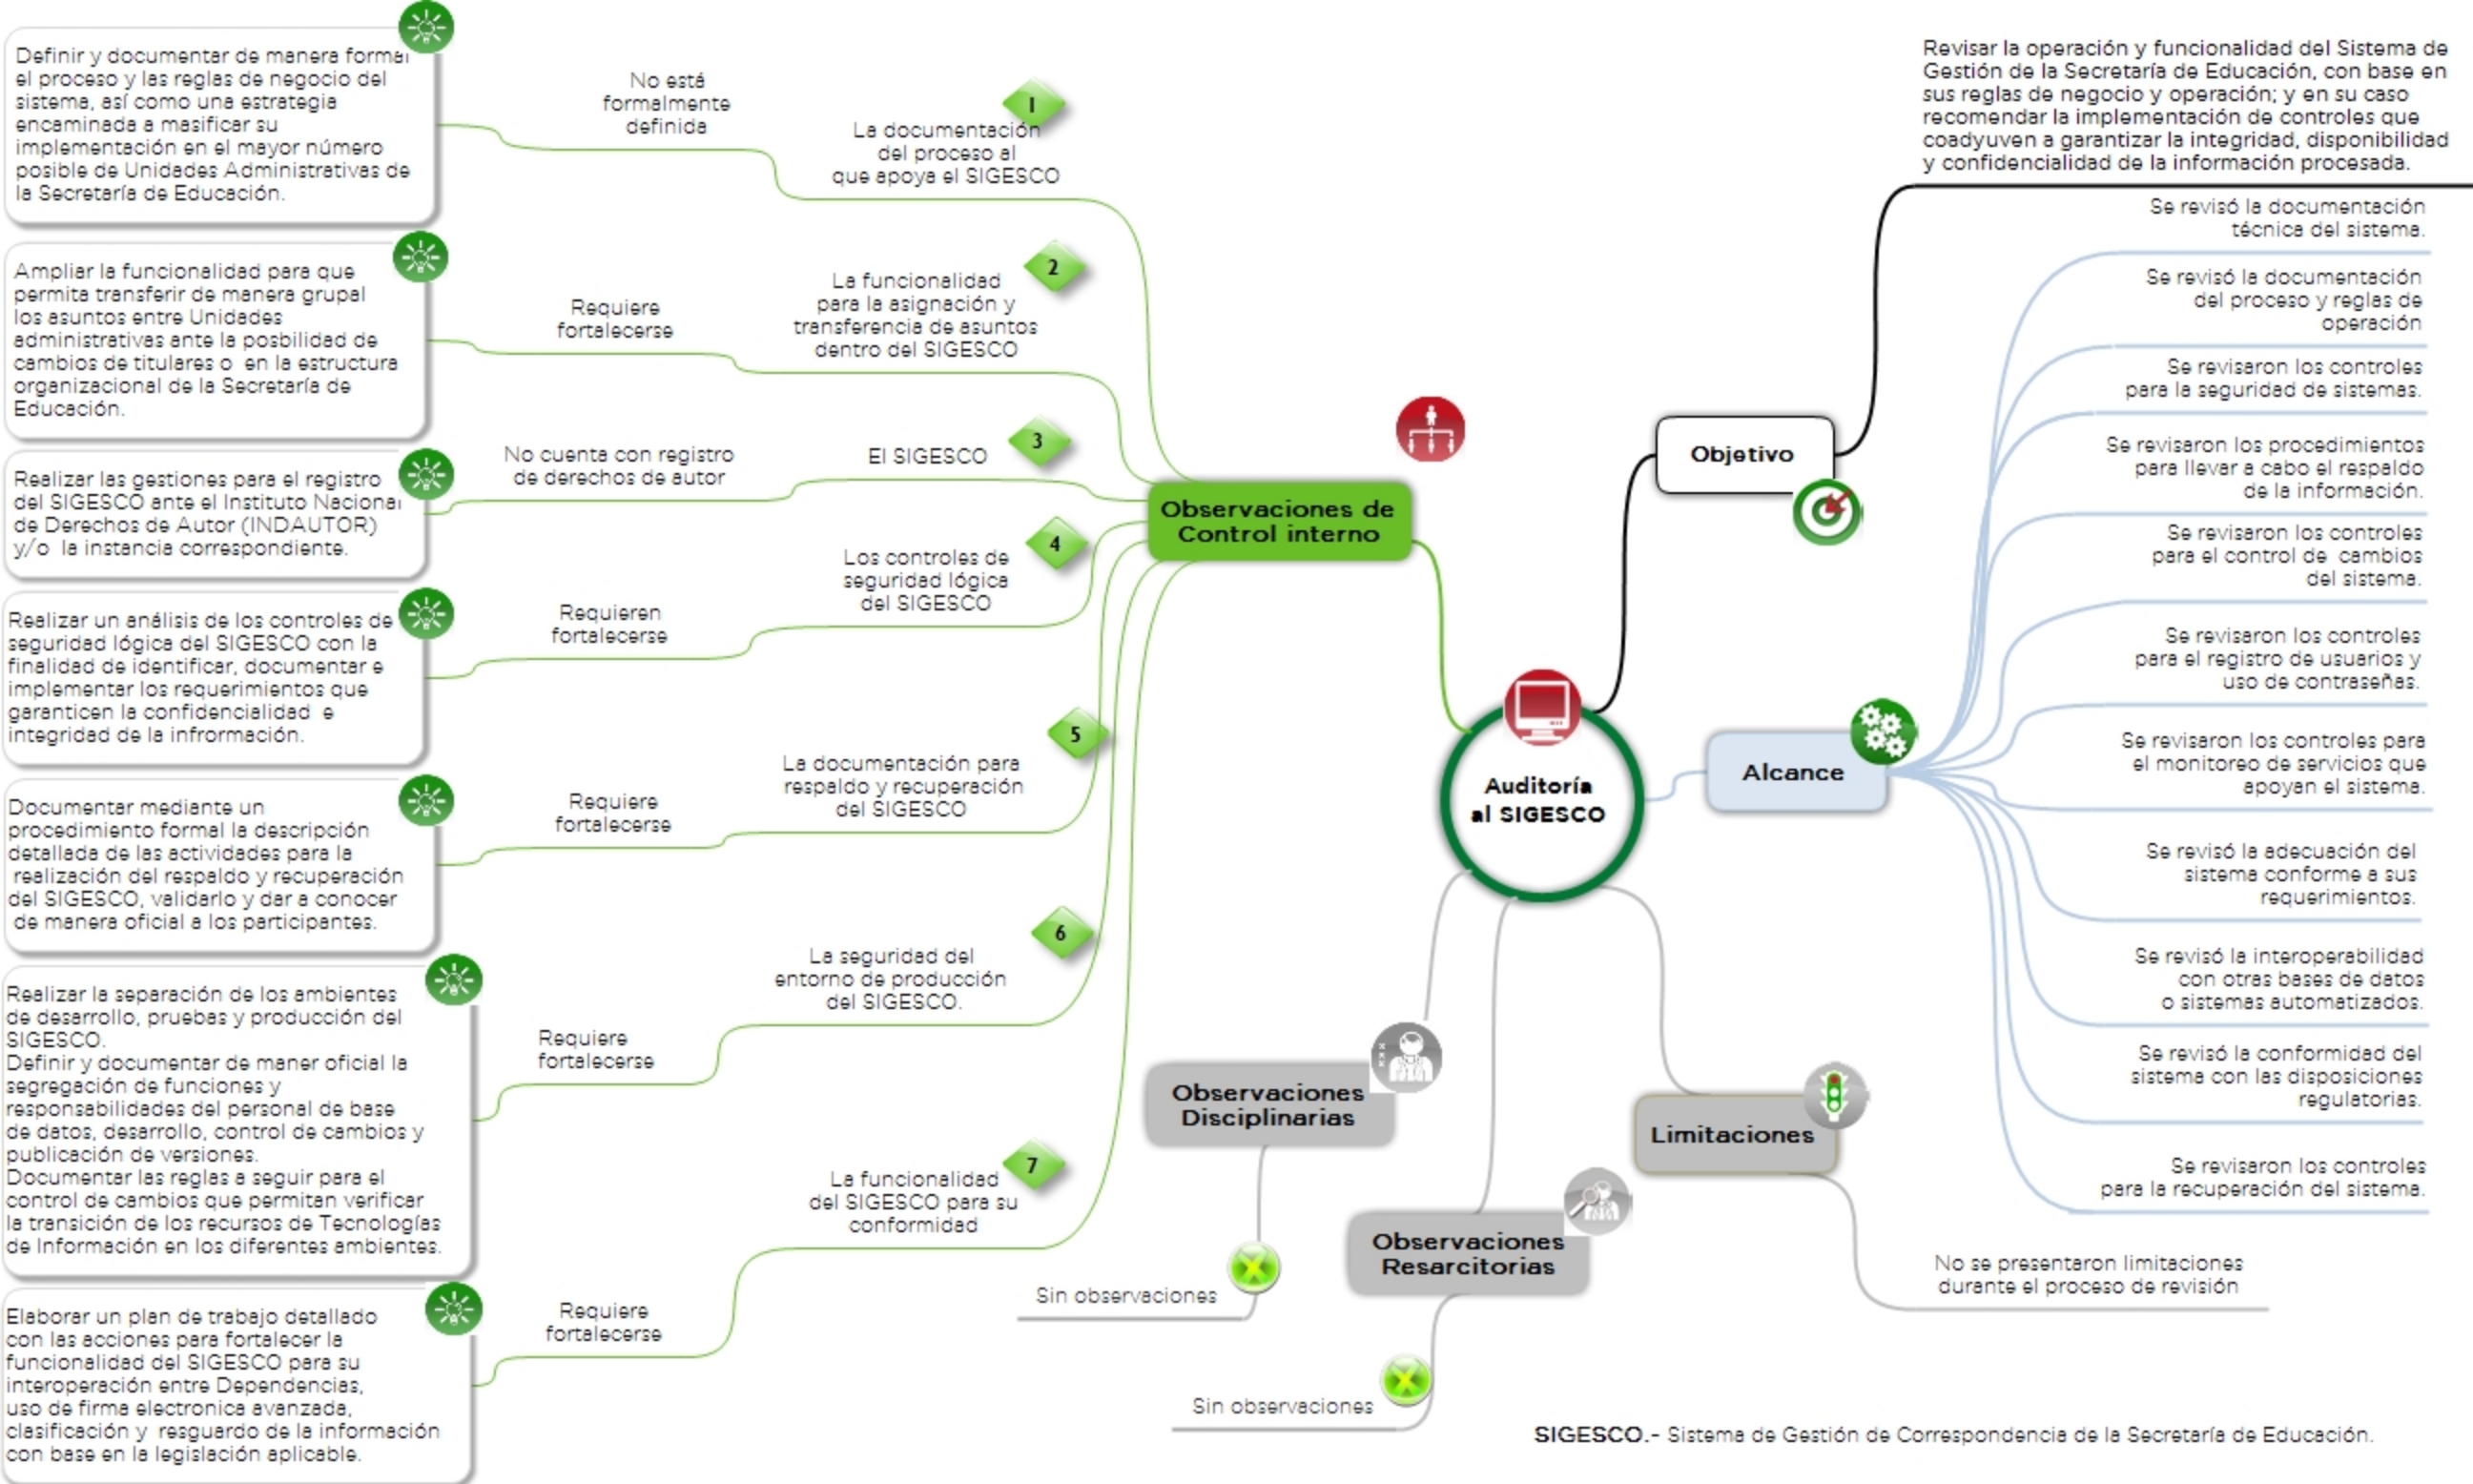 Definir y documentar de manera formal
el proceso y las reglas de negocio del
sistema, así como una estrategia
encaminada a masificar su
implementación en el mayor número
posible de Unidades Administrativas de
la Secretaría de Educación.
No está
formalmente
definida
1
La documentación
del proceso al
que apoya el SIGESCO
Ampliar la funcionalidad para que
permita transferir de manera grupal
los asuntos entre Unidades
administrativas ante la posbilidad de
cambios de titulares o en la estructura
organizacional de la Secretaría de
Educación.
Requiere
fortalecerse
2
La funcionalidad
para la asignación y
transferencia de asuntos
dentro del SIGESCO
Realizar las gestiones para el registro
del SIGESCO ante el Instituto Nacional
de Derechos de Autor (INDAUTOR)
y/o la instancia correspondiente.
No cuenta con registro
de derechos de autor
3
El SIGESCO
Realizar un análisis de los controles de
seguridad lógica del SIGESCO con la
finalidad de identificar, documentar e
implementar los requerimientos que
garanticen la confidencialidad e
integridad de la infrormación.
Requieren
fortalecerse
4
Los controles de
seguridad lógica
del SIGESCO
Documentar mediante un
procedimiento formal la descripción
detallada de las actividades para la
realización del respaldo y recuperación
del SIGESCO, validarlo y dar a conocer
de manera oficial a los participantes.
Requiere
fortalecerse
5
La documentación para
respaldo y recuperación
del SIGESCO
Realizar la separación de los ambientes
de desarrollo, pruebas y producción del
SIGESCO.
Definir y documentar de maner oficial la
segregación de funciones y
responsabilidades del personal de base
de datos, desarrollo, control de cambios y
publicación de versiones.
Documentar las reglas a seguir para el
control de cambios que permitan verificar
la transición de los recursos de Tecnologías
de Información en los diferentes ambientes.
Requiere
fortalecerse
6
La seguridad del
entorno de producción
del SIGESCO.
Elaborar un plan de trabajo detallado
con las acciones para fortalecer la
funcionalidad del SIGESCO para su
interoperación entre Dependencias,
uso de firma electronica avanzada,
clasificación y resguardo de la información
con base en la legislación aplicable.
Requiere
fortalecerse
7
La funcionalidad
del SIGESCO para su
conformidad
Observaciones de
Control interno
Auditoría
al SIGESCO
Objetivo
Revisar la operación y funcionalidad del Sistema de
Gestión de la Secretaría de Educación, con base en
sus reglas de negocio y operación; y en su caso
recomendar la implementación de controles que
coadyuven a garantizar la integridad, disponibilidad
y confidencialidad de la información procesada.
Alcance
Se revisó la documentación
técnica del sistema.
Se revisó la documentación
del proceso y reglas de
operación
Se revisaron los controles
para la seguridad de sistemas.
Se revisaron los procedimientos
para llevar a cabo el respaldo
de la información.
Se revisaron los controles
para el control de cambios
del sistema.
Se revisaron los controles
para el registro de usuarios y
uso de contraseñas.
Se revisaron los controles para
el monitoreo de servicios que
apoyan el sistema.
Se revisó la adecuación del
sistema conforme a sus
requerimientos.
Se revisó la interoperabilidad
con otras bases de datos
o sistemas automatizados.
Se revisó la conformidad del
sistema con las disposiciones
regulatorias.
Se revisaron los controles
para la recuperación del sistema.
Observaciones
Disciplinarias
Sin observaciones
Observaciones
Resarcitorias
Sin observaciones
Limitaciones
No se presentaron limitaciones
durante el proceso de revisión
SIGESCO.- Sistema de Gestión de Correspondencia de la Secretaría de Educación.